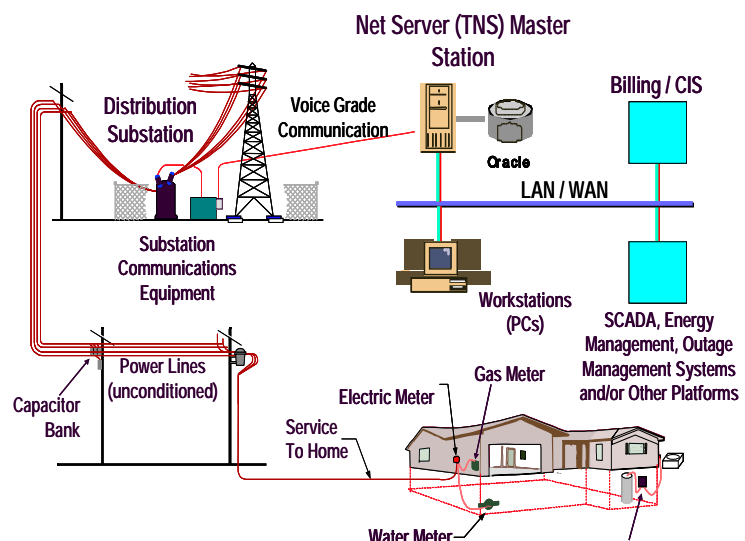 Net Server (TNS) Master
Station
Distribution
Substation
Voice Grade
Communication
Billing / CIS
Oracle
LAN / WAN
Substation
Communications
Equipment
Workstations
(PCs)
SCADA, Energy
Management, Outage
Management Systems
and/or Other Platforms
Power Lines
(unconditioned)
Capacitor
Bank
Electric Meter
Gas Meter
Service
To Home
Water Meter